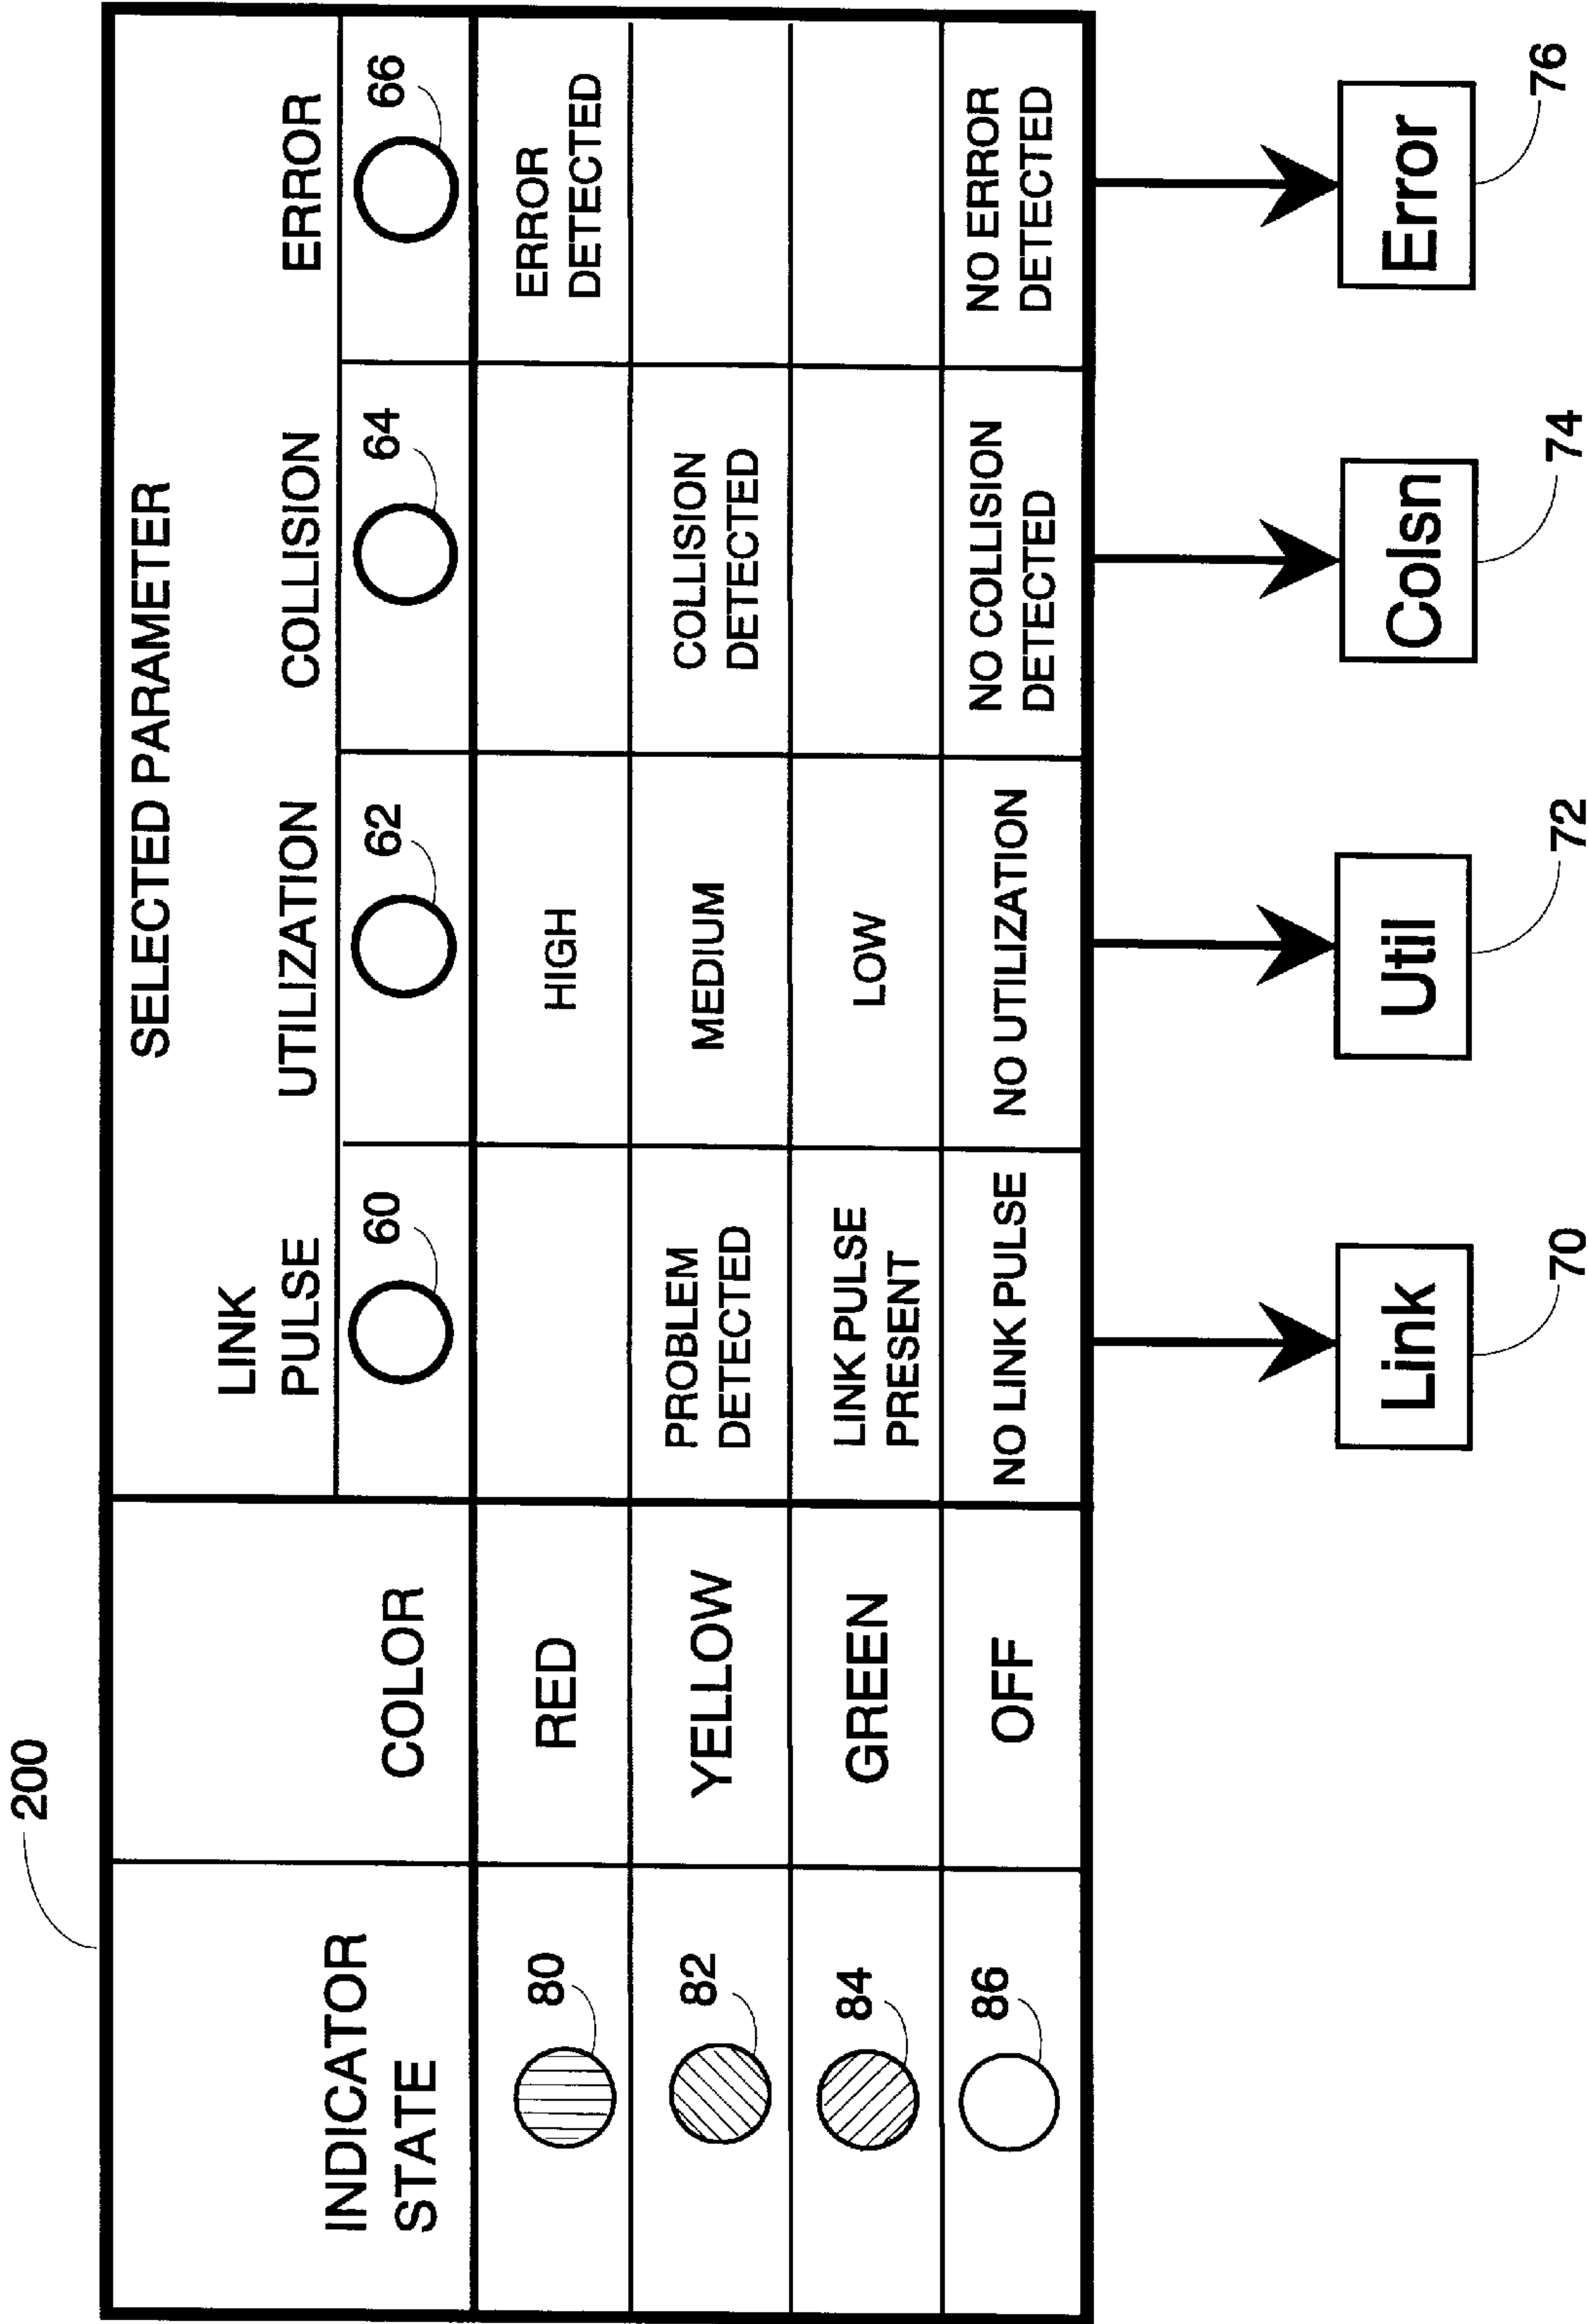 200
SELECTED PARAMETER
INDICATOR
STATE
COLOR
LINK
PULSE
UTILIZATION
COLLISION
ERROR
60
62
64
66
80
RED
HIGH
ERROR
DETECTED
82
YELLOW
PROBLEM
DETECTED
MEDIUM
COLLISION
DETECTED
84
GREEN
LINK PULSE
PRESENT
LOW
86
OFF
NO LINK PULSE
NO UTILIZATION
NO COLLISION
DETECTED
NO ERROR
DETECTED
Link
Util
Colsn
Error
70
72
74
76